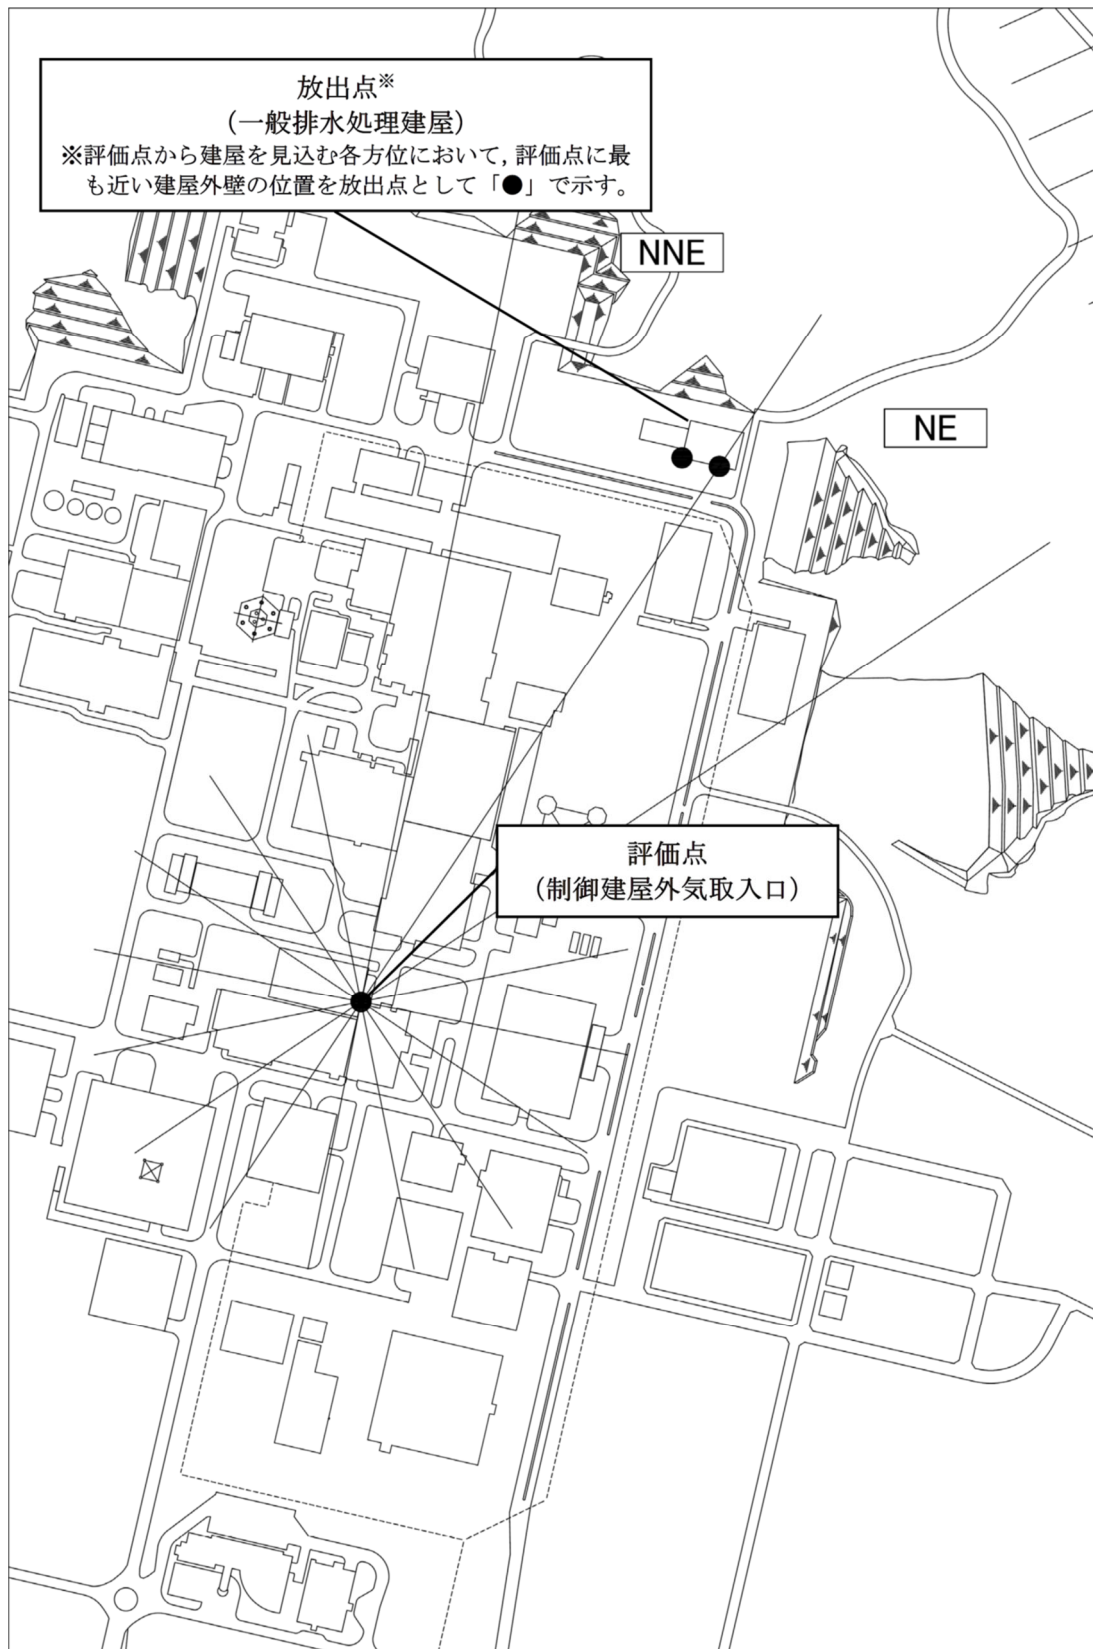 放出点※
（一般排水処理建屋）
※評価点から建屋を見込む各方位において，評価点に最
も近い建屋外壁の位置を放出点として「●」で示す。
NNE
NE
評価点
（制御建屋外気取入口）